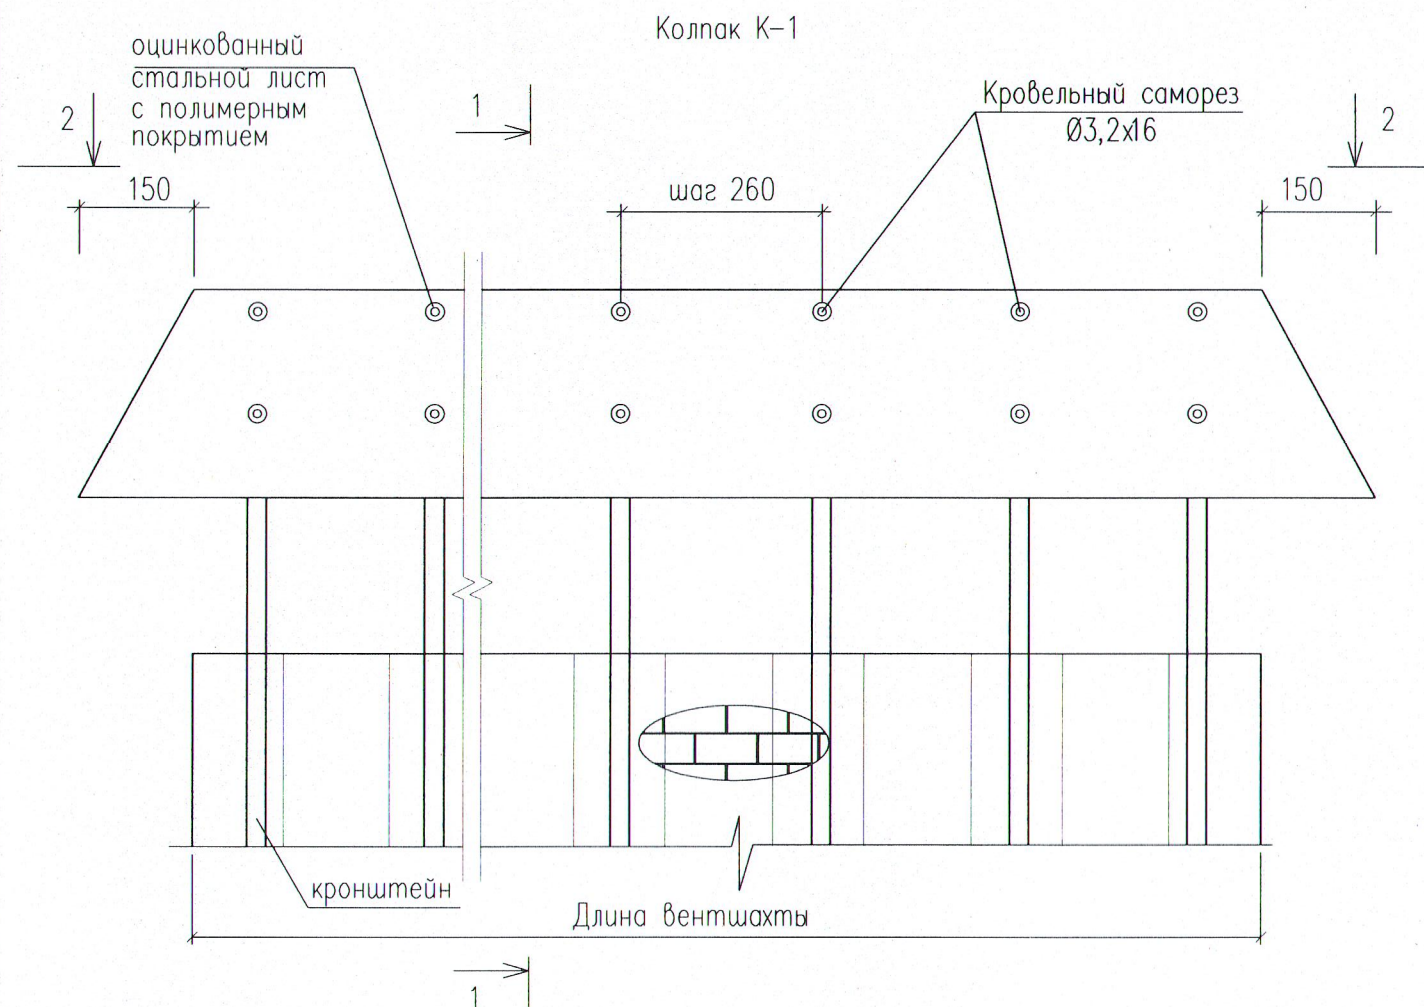 Колпак К-1
оцинкованный
стальной лист
с полимерным
покрытием
1
Кровельный саморез
Ø3,2х16
2
2
150
шаг 260
150
кронштейн
Длина вентшахты
1